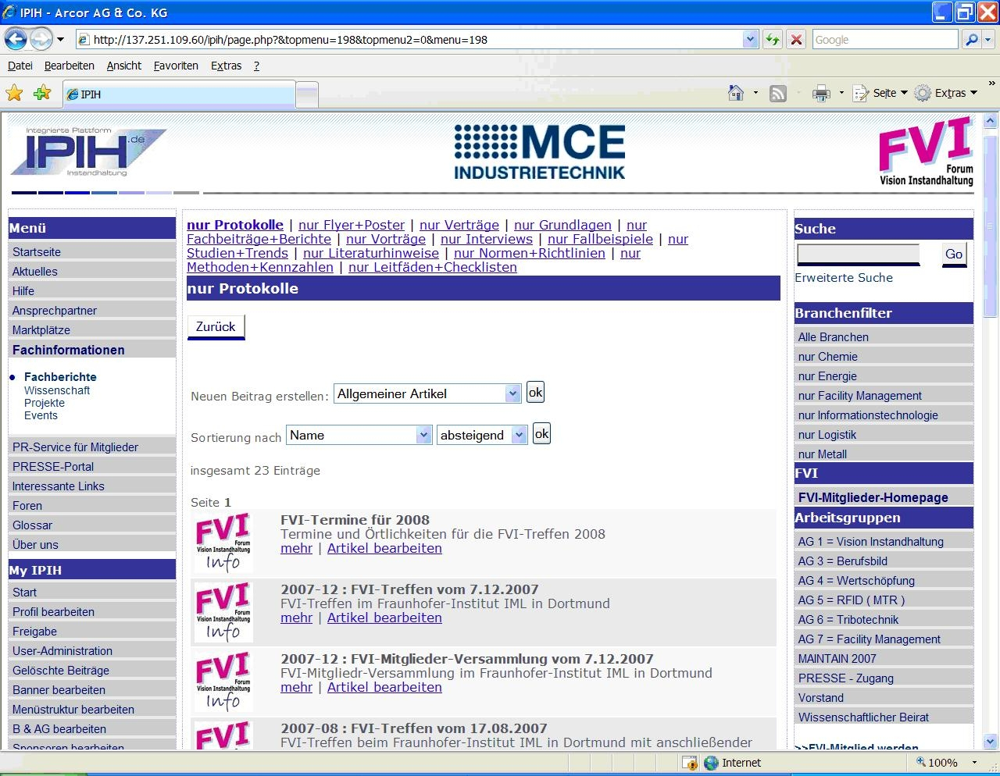 IPIH - Arcor AG & Co. KG
http://137.251.109.60/ipih/page.php?&topmenu=198&topmenu2=0&menu=198
Google
Datei Bearbeiten Ansicht Favoriten Extras ?
IPIH
Seite Extras »
Integrierte Plattform
IPIH.de
Instandhaltung
MCE
INDUSTRIETECHNIK
FVI
Forum
Vision Instandhaltung
Menü
Startseite
Aktuelles
Hilfe
Ansprechpartner
Marktplätze
Fachinformationen
Fachberichte
Wissenschaft
Projekte
Events
PR-Service für Mitglieder
PRESSE-Portal
Interessante Links
Foren
Glossar
Über uns
My IPIH
Start
Profil bearbeiten
Freigabe
User-Administration
Gelöschte Beiträge
Banner bearbeiten
Menüstruktur bearbeiten
B & AG bearbeiten
Sponsoren bearbeiten
nur Protokolle | nur Flyer+Poster | nur Verträge | nur Grundlagen | nur
Fachbeiträge+Berichte | nur Vorträge | nur Interviews | nur Fallbeispiele | nur
Studien+Trends | nur Literaturhinweise | nur Normen+Richtlinien | nur
Methoden+Kennzahlen | nur Leitfäden+Checklisten
nur Protokolle
Zurück
Neuen Beitrag erstellen: Allgemeiner Artikel ok
Sortierung nach Name absteigend ok
insgesamt 23 Einträge
Seite 1
FVI
Forum
Vision Instandhaltung
Info
FVI-Termine für 2008
Termine und Örtlichkeiten für die FVI-Treffen 2008
mehr | Artikel bearbeiten
FVI
Forum
Vision Instandhaltung
Info
2007-12 : FVI-Treffen vom 7.12.2007
FVI-Treffen im Fraunhofer-Institut IML in Dortmund
mehr | Artikel bearbeiten
FVI
Forum
Vision Instandhaltung
Info
2007-12 : FVI-Mitglieder-Versammlung vom 7.12.2007
FVI-Mitgliedr-Versammlung im Fraunhofer-Institut IML in Dortmund
mehr | Artikel bearbeiten
FVI
2007-08 : FVI-Treffen vom 17.08.2007
FVI-Treffen beim Fraunhofer-Institut IML in Dortmund mit anschließender
Suche
Go
Erweiterte Suche
Branchenfilter
Alle Branchen
nur Chemie
nur Energie
nur Facility Management
nur Informationstechnologie
nur Logistik
nur Metall
FVI
FVI-Mitglieder-Homepage
Arbeitsgruppen
AG 1 = Vision Instandhaltung
AG 3 = Berufsbild
AG 4 = Wertschöpfung
AG 5 = RFID ( MTR )
AG 6 = Tribotechnik
AG 7 = Facility Management
MAINTAIN 2007
PRESSE - Zugang
Vorstand
Wissenschaftlicher Beirat
>>FVI-Mitglied werden
Internet 100%